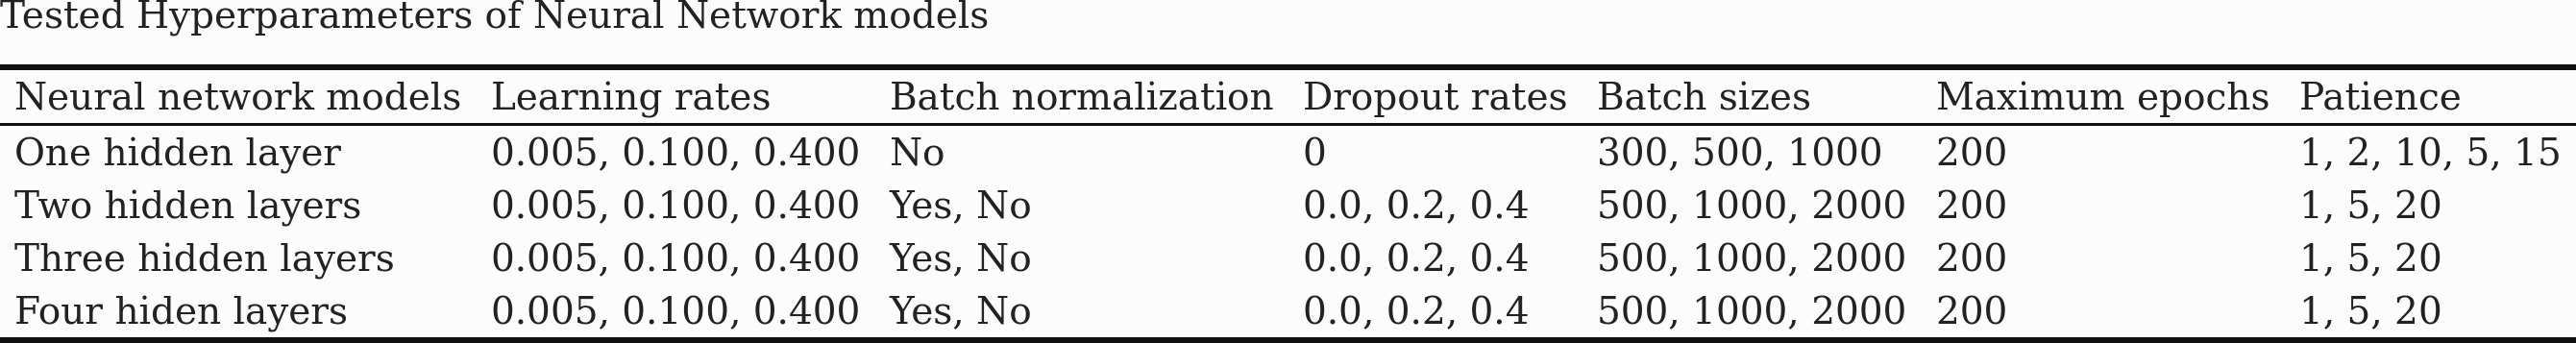 Tested Hyperparameters of Neural Network models
Neural network models Learning rates Batch normalization Dropout rates Batch sizes Maximum epochs Patience
One hidden layer 0.005, 0.100, 0.400 No 0 300, 500, 1000 200 1, 2, 10, 5, 15
Two hidden layers 0.005, 0.100, 0.400 Yes, No 0.0, 0.2, 0.4 500, 1000, 2000 200 1, 5, 20
Three hidden layers 0.005, 0.100, 0.400 Yes, No 0.0, 0.2, 0.4 500, 1000, 2000 200 1, 5, 20
Four hiden layers 0.005, 0.100, 0.400 Yes, No 0.0, 0.2, 0.4 500, 1000, 2000 200 1, 5, 20